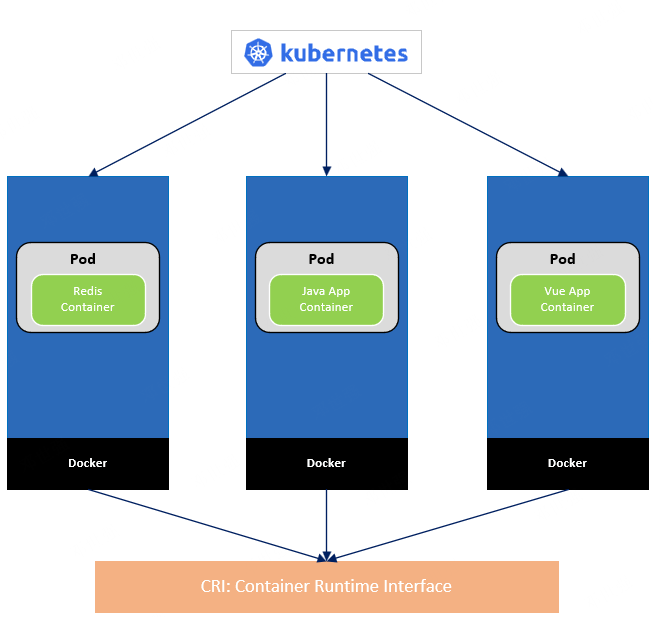 kubernetes
Pod
Redis
Container
Pod
Java App
Container
Pod
Vue App
Container
Docker
Docker
Docker
CRI: Container Runtime Interface